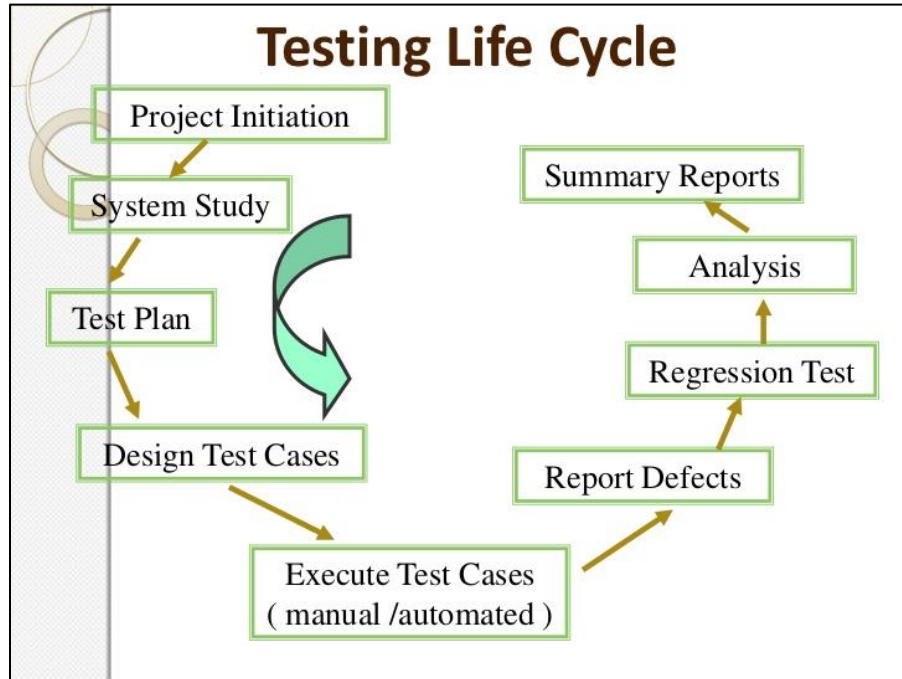 Testing Life Cycle
Project Initiation
System Study
Test Plan
Design Test Cases
Execute Test Cases
( manual /automated )
Report Defects
Regression Test
Analysis
Summary Reports